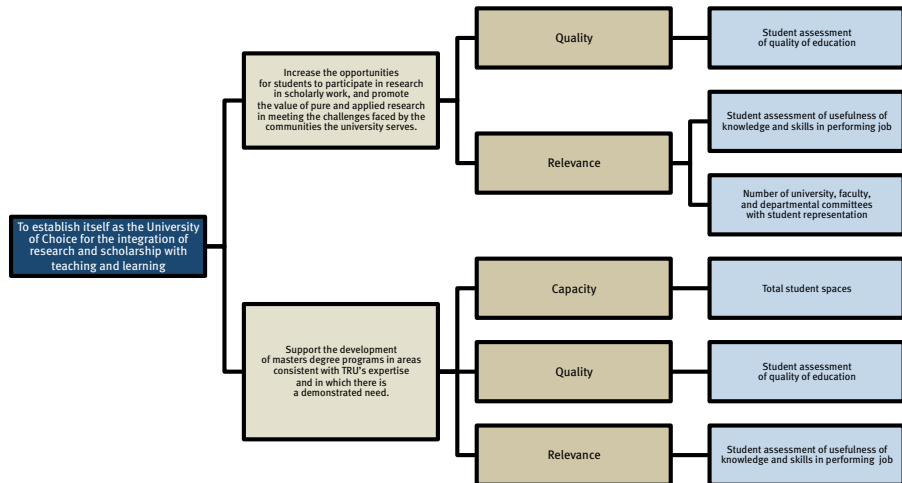 To establish itself as the University
of Choice for the integration of
research and scholarship with
teaching and learning
Increase the opportunities
for students to participate in research
in scholarly work, and promote
the value of pure and applied research
in meeting the challenges faced by the
communities the university serves.
Quality
Student assessment
of quality of education
Relevance
Student assessment of usefulness of
knowledge and skills in performing job
Number of university, faculty,
and departmental committees
with student representation
Support the development
of masters degree programs in areas
consistent with TRU's expertise
and in which there is
a demonstrated need.
Capacity
Total student spaces
Quality
Student assessment
of quality of education
Relevance
Student assessment of usefulness of
knowledge and skills in performing job